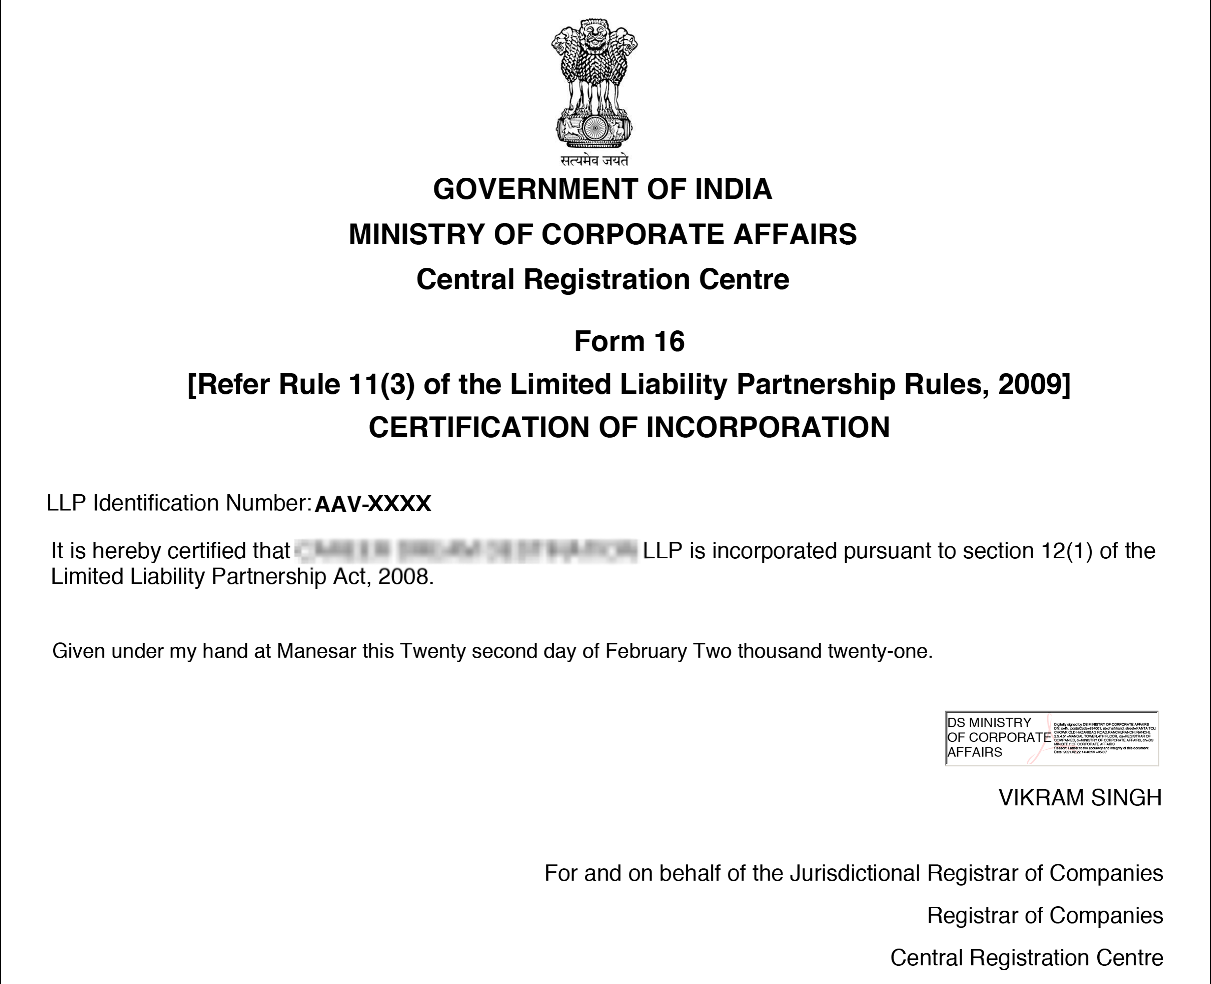 सत्यमेव जयते
GOVERNMENT OF INDIA
MINISTRY OF CORPORATE AFFAIRS
Central Registration Centre
Form 16
[Refer Rule 11(3) of the Limited Liability Partnership Rules, 2009]
CERTIFICATION OF INCORPORATION
LLP Identification Number: AAV-XXXX
It is hereby certified that LLP is incorporated pursuant to section 12(1) of the
Limited Liability Partnership Act, 2008.
Given under my hand at Manesar this Twenty second day of February Two thousand twenty-one.
DS MINISTRY
OF CORPORATE
AFFAIRS
VIKRAM SINGH
For and on behalf of the Jurisdictional Registrar of Companies
Registrar of Companies
Central Registration Centre